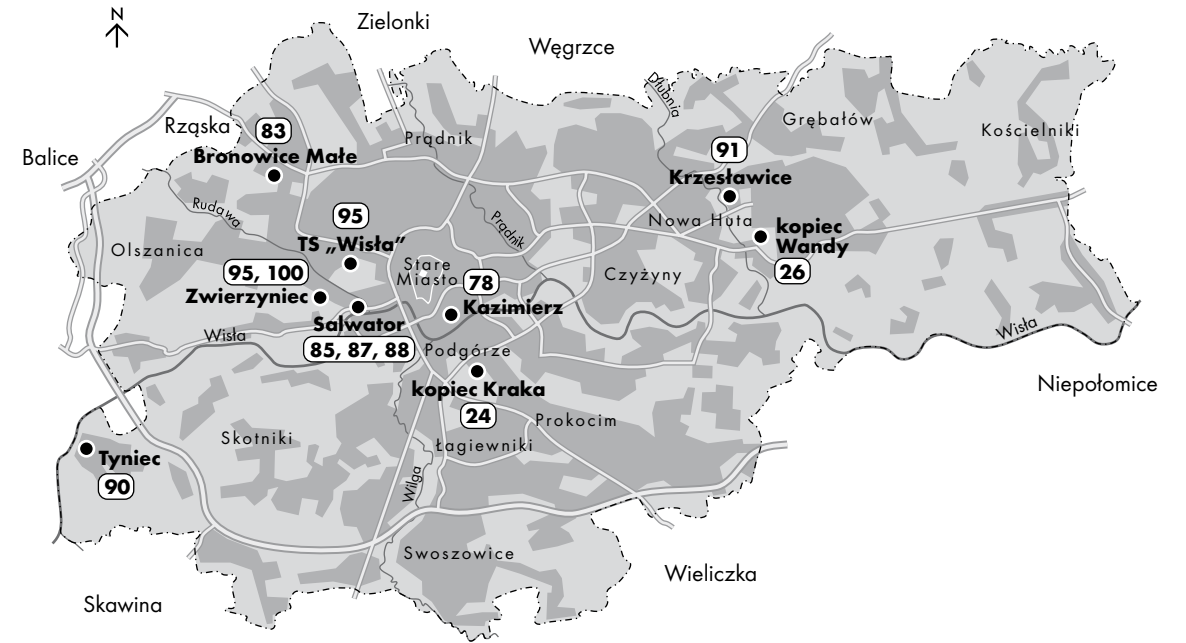 N
Zielonki
Węgrzce
Dłubnia
Rząska
83
Prądnik
Grębałów
Kościelniki
Balice
Bronowice Małe
91
Krzesławice
Rudawa
95
Prądnik
Nowa Huta
kopiec
Wandy
26
Olszanica
TS „Wisła”
Stare
Miasto
Czyżyny
95, 100
78
Zwierzyniec
Kazimierz
Salwator
Wisła
85, 87, 88
Podgórze
Wisła
kopiec Kraka
24
Niepołomice
Prokocim
Skotniki
Łagiewniki
Tyniec
90
Wilga
Swoszowice
Wieliczka
Skawina